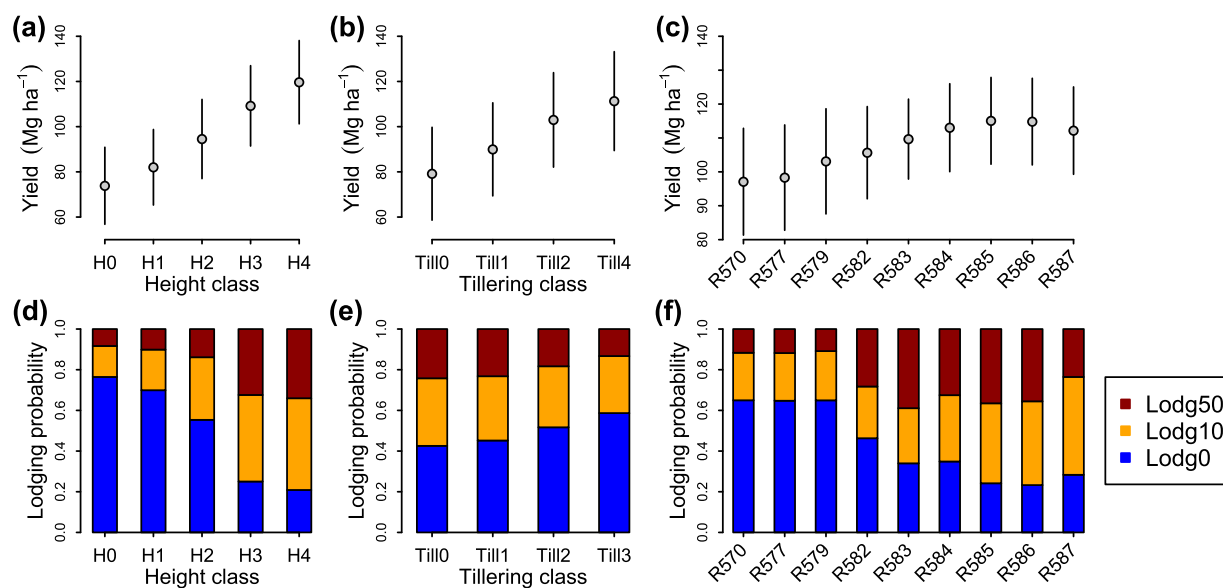 (a)
140
120
100
80
60
Yield (Mg ha−1)
H0 H1 H2 H3 H4
Height class
(b)
140
120
100
80
60
Yield (Mg ha−1)
Till0 Till1 Till2 Till4
Tillering class
(c)
140
120
100
90
80
Yield (Mg ha−1)
R570 R577 R579 R582 R583 R584 R585 R586 R587
(d)
1.0
0.8
0.6
0.4
0.2
0.0
Lodging probability
H0 H1 H2 H3 H4
Height class
(e)
1.0
0.8
0.6
0.4
0.2
0.0
Lodging probability
Till0 Till1 Till2 Till3
Tillering class
(f)
1.0
0.8
0.6
0.4
0.2
0.0
Lodging probability
R570 R577 R579 R582 R583 R584 R585 R586 R587
Lodg50
Lodg10
Lodg0